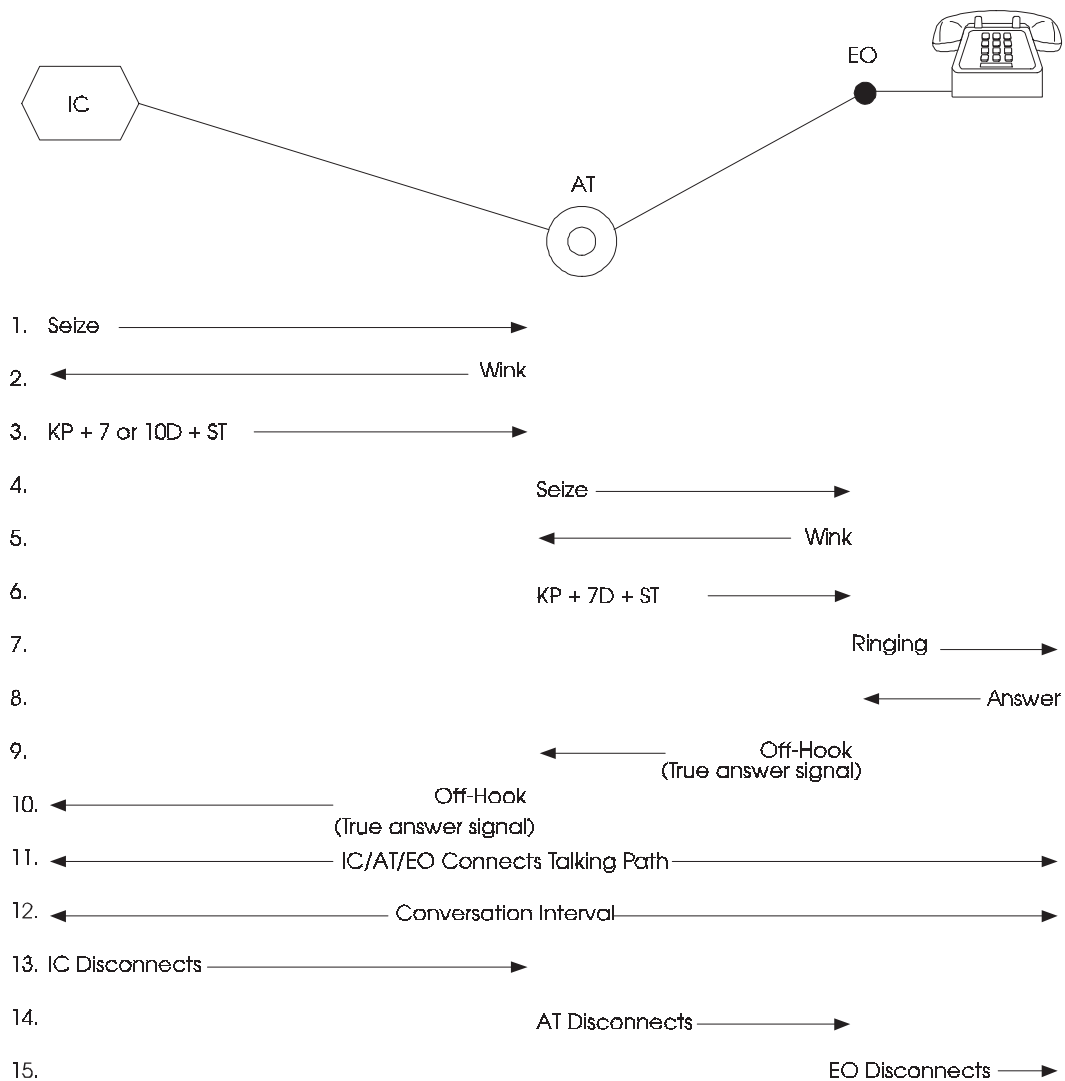 EO
IC
AT
1. Seize
2. Wink
3. KP + 7 or 10D + ST
4. Seize
5. Wink
6. KP + 7D + ST
7. Ringing
8. Answer
9. Off-Hook
(True answer signal)
10. Off-Hook
(True answer signal)
11. IC/AT/EO Connects Talking Path
12. Conversation Interval
13. IC Disconnects
14. AT Disconnects
15. EO Disconnects